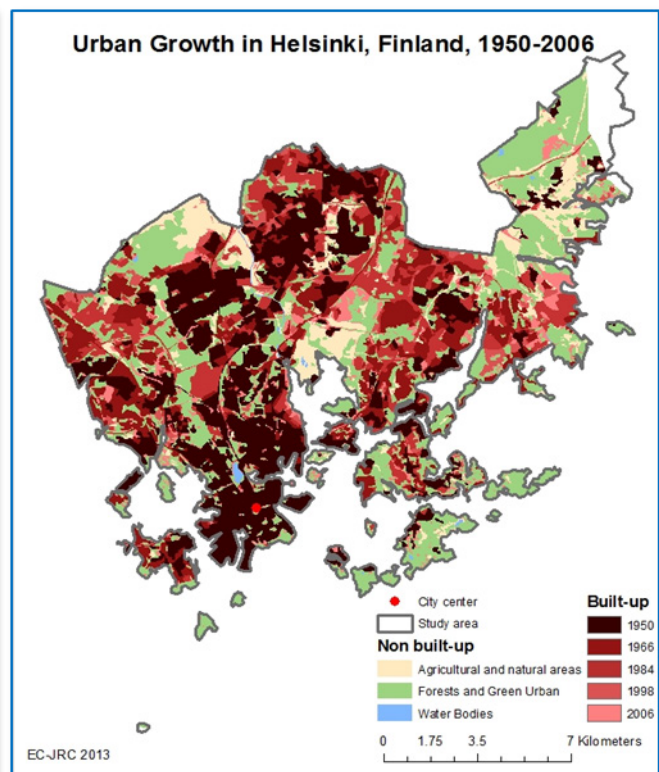 Urban Growth in Helsinki, Finland, 1950-2006
City center
Study area
Non built-up
Agricultural and natural areas
Forests and Green Urban
Water Bodies
Built-up
1950
1966
1984
1998
2006
0 1.75 3.5 7 Kilometers
EC-JRC 2013